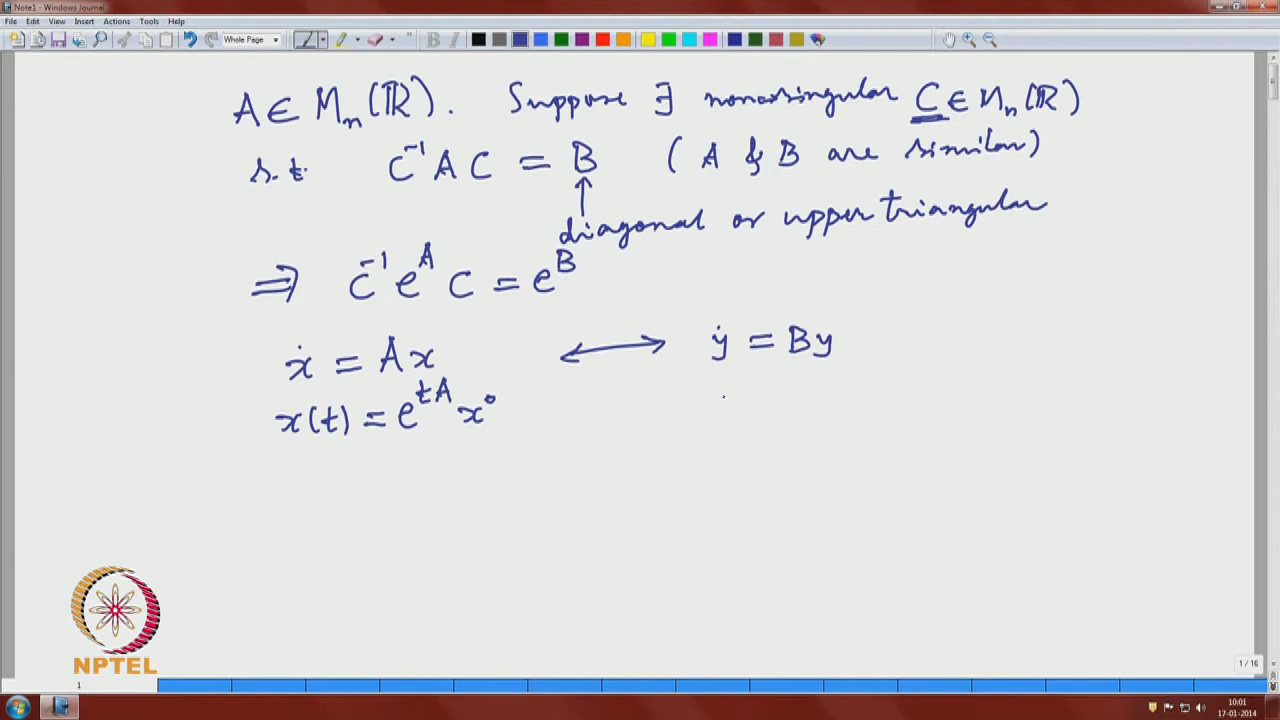 Note1 - Windows Journal
File Edit View Insert Actions Tools Help
Whole Page
A ∈ Mₙ(ℝ). Suppose ∃ nonsingular C ∈ Mₙ(ℝ)
s.t. C⁻¹AC = B (A & B are similar)
↑
diagonal or upper triangular
⇒ C⁻¹e^A C = e^B
ẋ = Ax ⟷ ẏ = By
x(t) = e^{tA} x⁰
NPTEL
1 / 16
1
10:01
17-01-2014